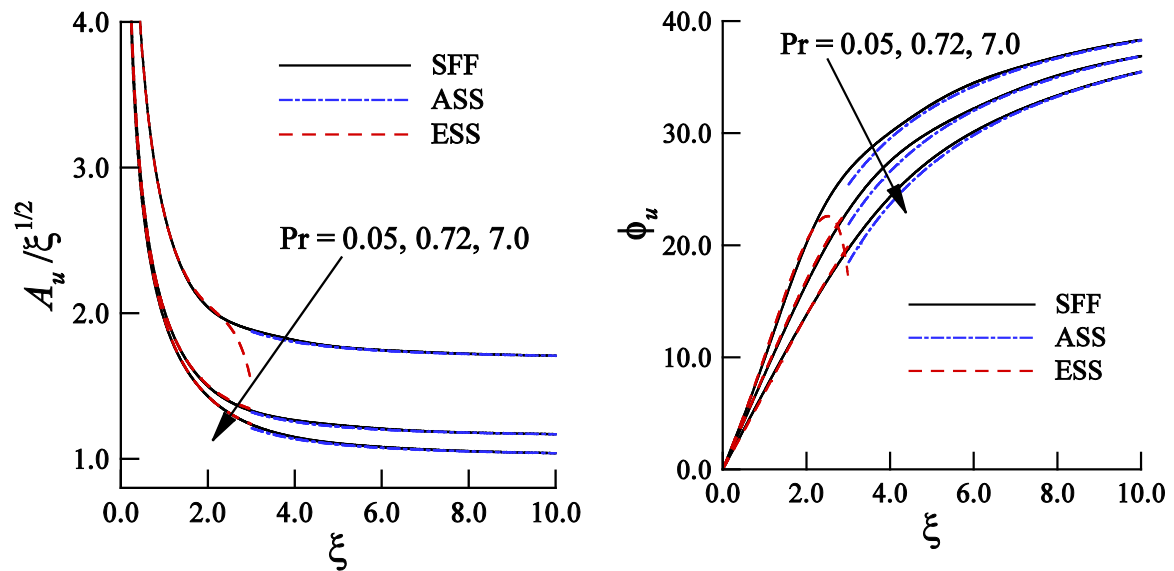 4.0
3.0
2.0
1.0
A_u /ξ^{1/2}
SFF
ASS
ESS
Pr = 0.05, 0.72, 7.0
0.0 2.0 4.0 6.0 8.0 10.0
ξ
40.0
30.0
20.0
10.0
0.0
ϕ_u
Pr = 0.05, 0.72, 7.0
SFF
ASS
ESS
0.0 2.0 4.0 6.0 8.0 10.0
ξ